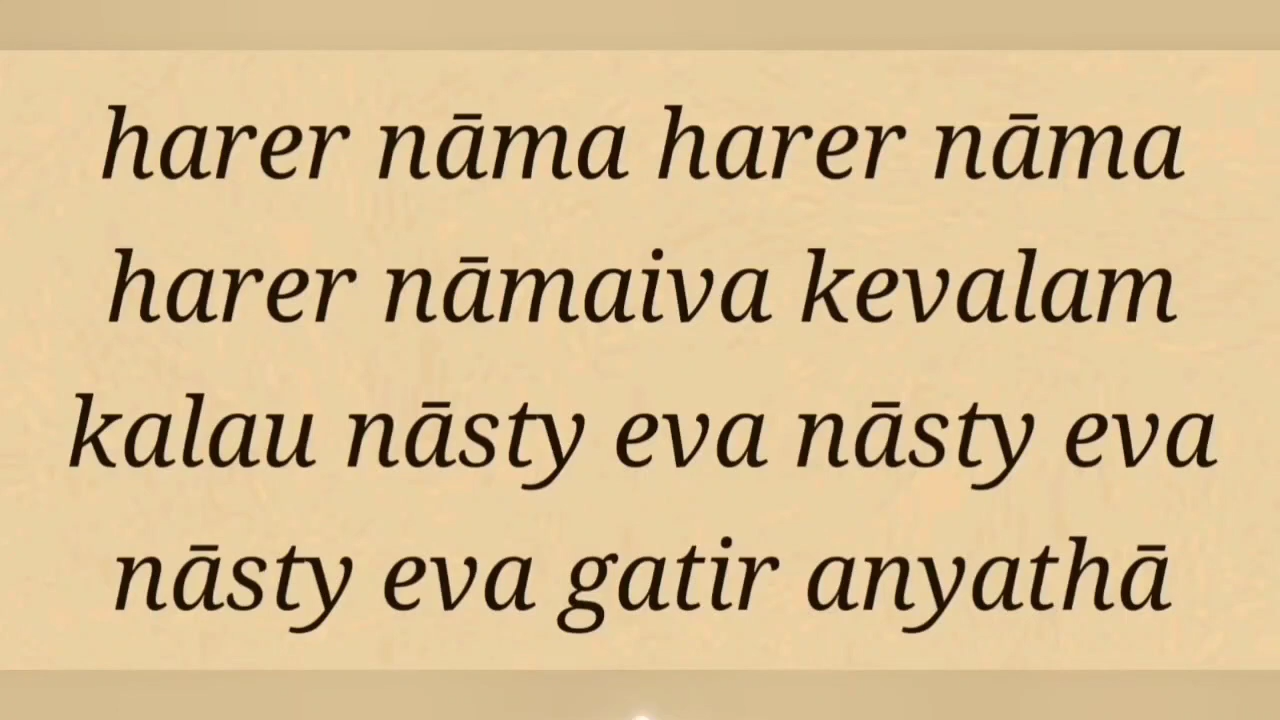 harer nāma harer nāma
harer nāmaiva kevalam
kalau nāsty eva nāsty eva
nāsty eva gatir anyathā